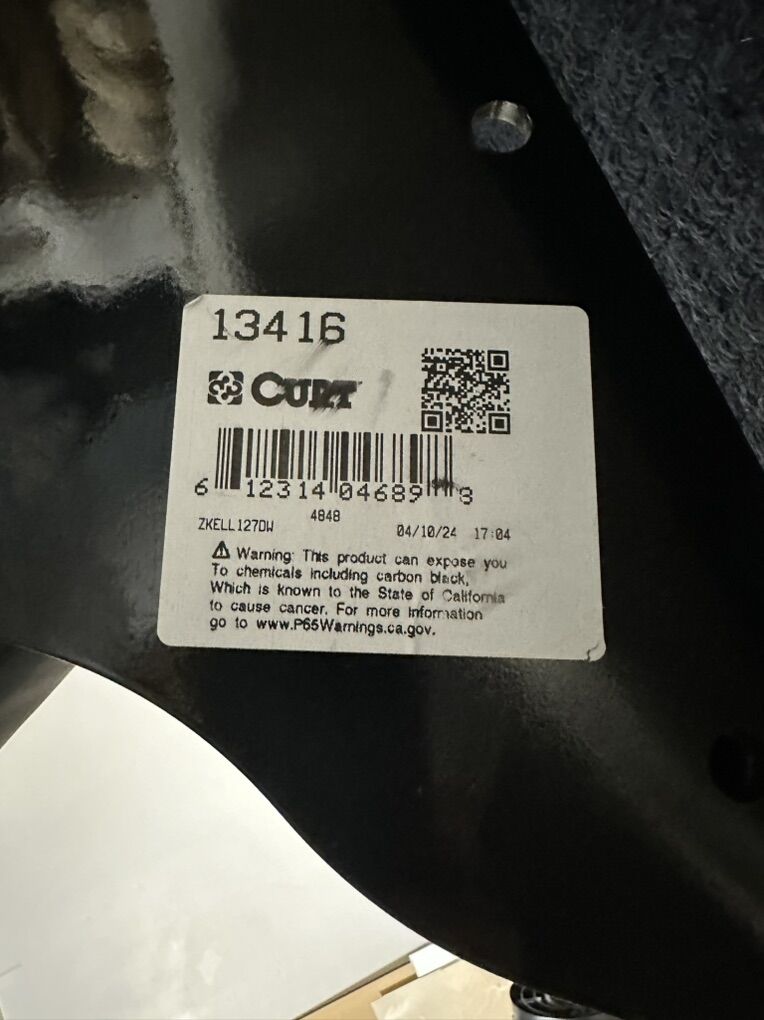 13416
CURT
6 12314 04689 3
4848
ZKELL127DW
04/10/24 17:04
⚠ Warning: This product can expose you
To chemicals including carbon black,
Which is known to the State of California
to cause cancer. For more information
go to www.P65Warnings.ca.gov.